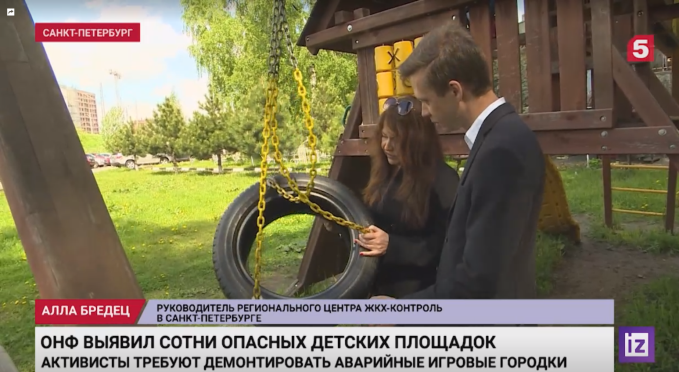 САНКТ-ПЕТЕРБУРГ
5
АЛЛА БРЕДЕЦ
РУКОВОДИТЕЛЬ РЕГИОНАЛЬНОГО ЦЕНТРА ЖКХ-КОНТРОЛЬ
В САНКТ-ПЕТЕРБУРГЕ
ОНФ ВЫЯВИЛ СОТНИ ОПАСНЫХ ДЕТСКИХ ПЛОЩАДОК
АКТИВИСТЫ ТРЕБУЮТ ДЕМОНТИРОВАТЬ АВАРИЙНЫЕ ИГРОВЫЕ ГОРОДКИ
iz